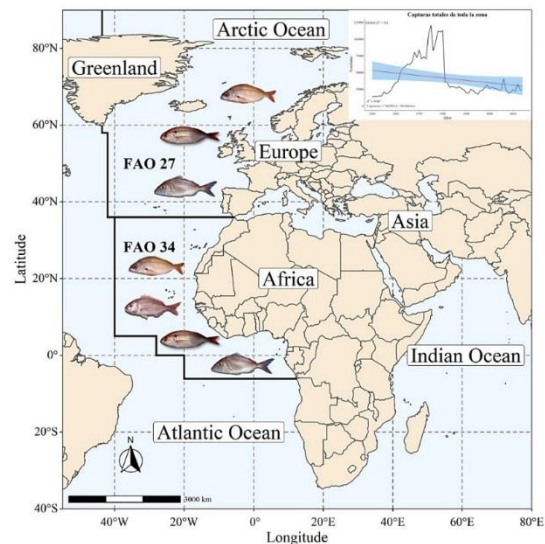 Capturas totales de toda la zona
Arctic Ocean
Greenland
Europe
FAO 27
Asia
FAO 34
Africa
Indian Ocean
Atlantic Ocean
N
3000 km
80°N
60°N
40°N
20°N
0°
20°S
40°S
Latitude
40°W
20°W
0°
20°E
40°E
60°E
80°E
Longitude